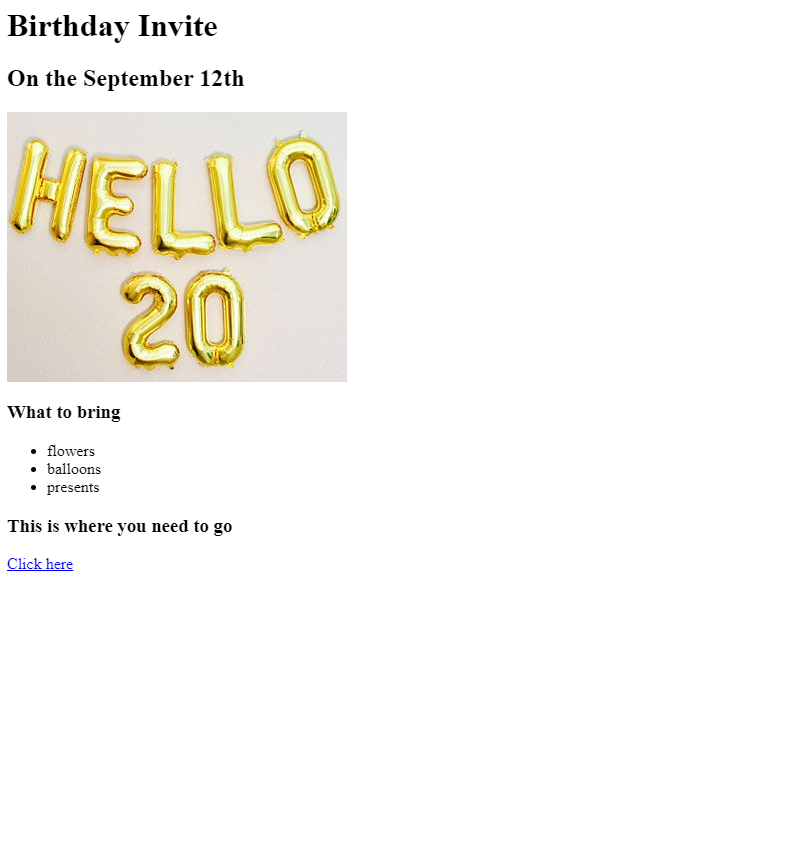 Birthday Invite
On the September 12th
HELLO
20
What to bring
flowers
balloons
presents
This is where you need to go
Click here